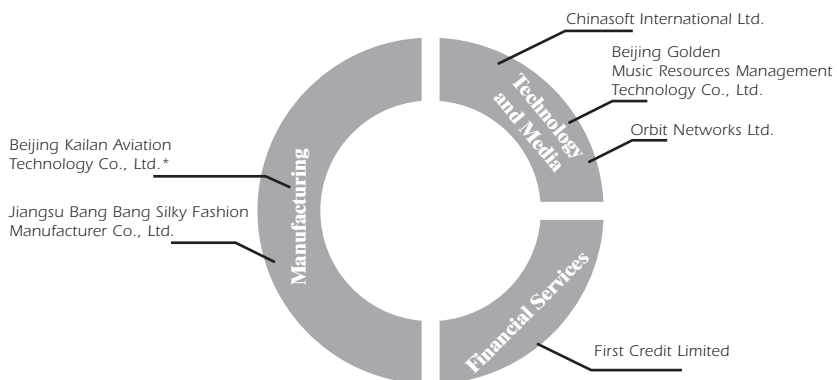 Chinasoft International Ltd.
Beijing Golden
Music Resources Management
Technology Co., Ltd.
Orbit Networks Ltd.
Technology
and Media
Beijing Kailan Aviation
Technology Co., Ltd.*
Jiangsu Bang Bang Silky Fashion
Manufacturer Co., Ltd.
Manufacturing
Financial Services
First Credit Limited